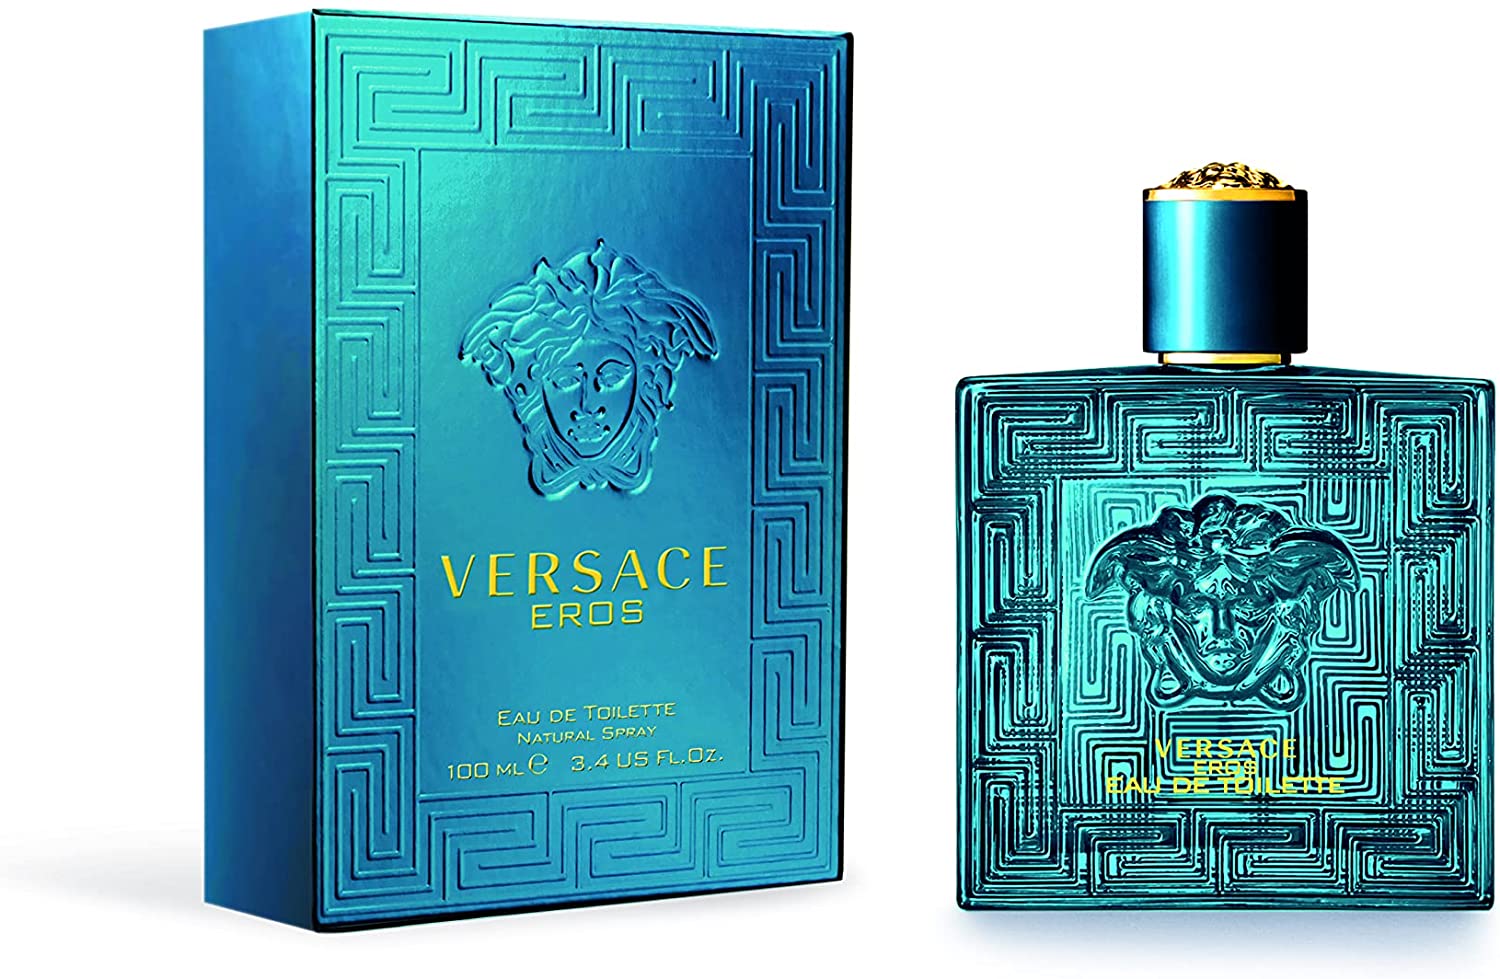 VERSACE
EROS
EAU DE TOILETTE
NATURAL SPRAY
100 ML℮ 3.4 US FL.OZ.
VERSACE
EROS
EAU DE TOILETTE